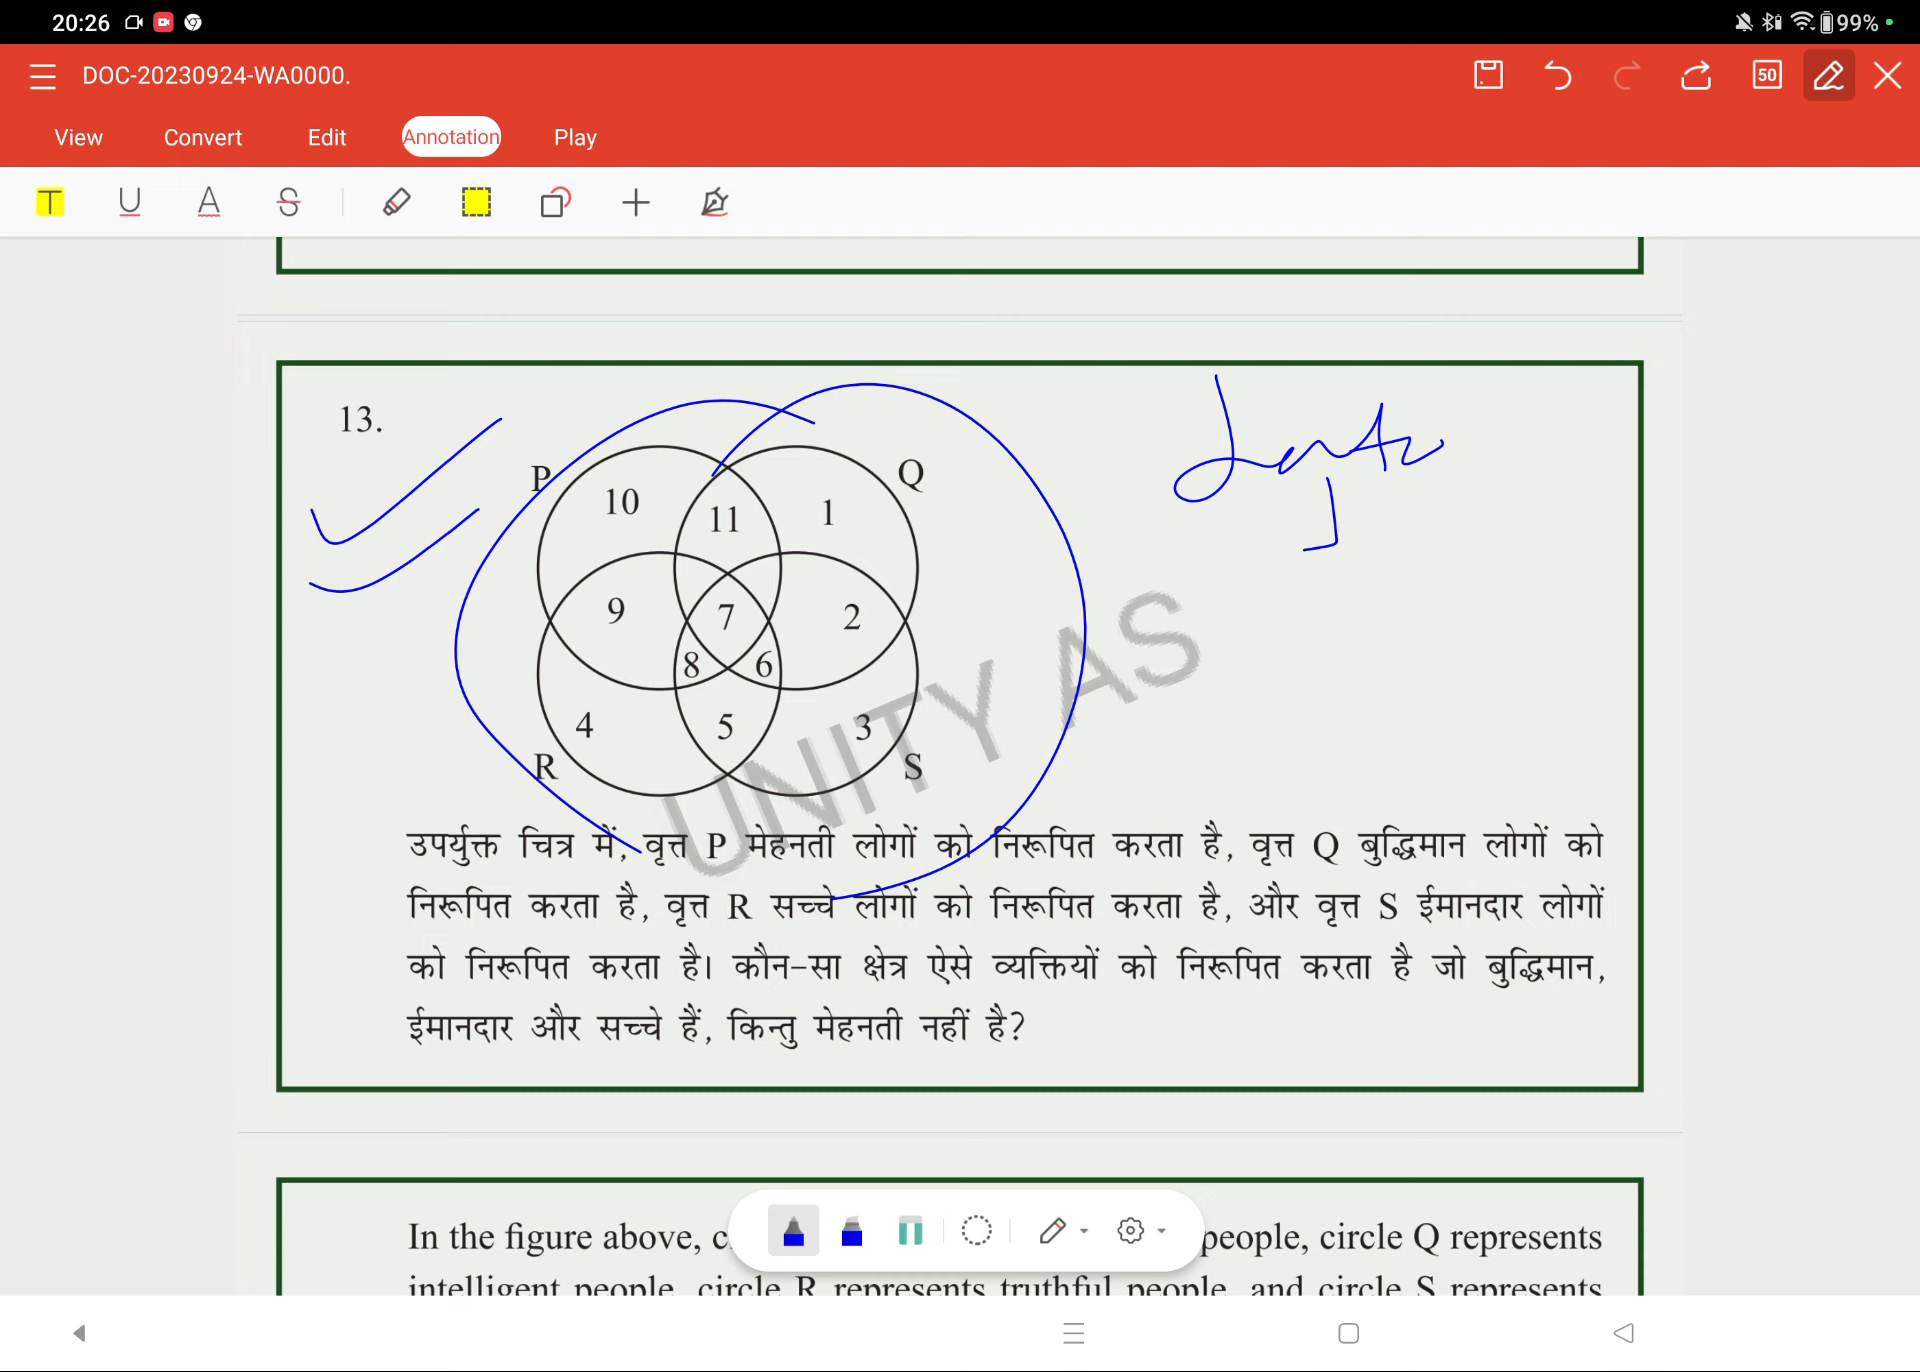 20:26 99%
DOC-20230924-WA0000. 50
View Convert Edit Annotation Play
T U A S
13.
P Q
10 11 1
9 7 2
8 6
4 5 3
R S
UNITY AS
उपर्युक्त चित्र में, वृत्त P मेहनती लोगों को निरूपित करता है, वृत्त Q बुद्धिमान लोगों को
निरूपित करता है, वृत्त R सच्चे लोगों को निरूपित करता है, और वृत्त S ईमानदार लोगों
को निरूपित करता है। कौन-सा क्षेत्र ऐसे व्यक्तियों को निरूपित करता है जो बुद्धिमान,
ईमानदार और सच्चे हैं, किन्तु मेहनती नहीं है?
In the figure above, people, circle Q represents
intelligent people, circle R represents truthful people, and circle S represents